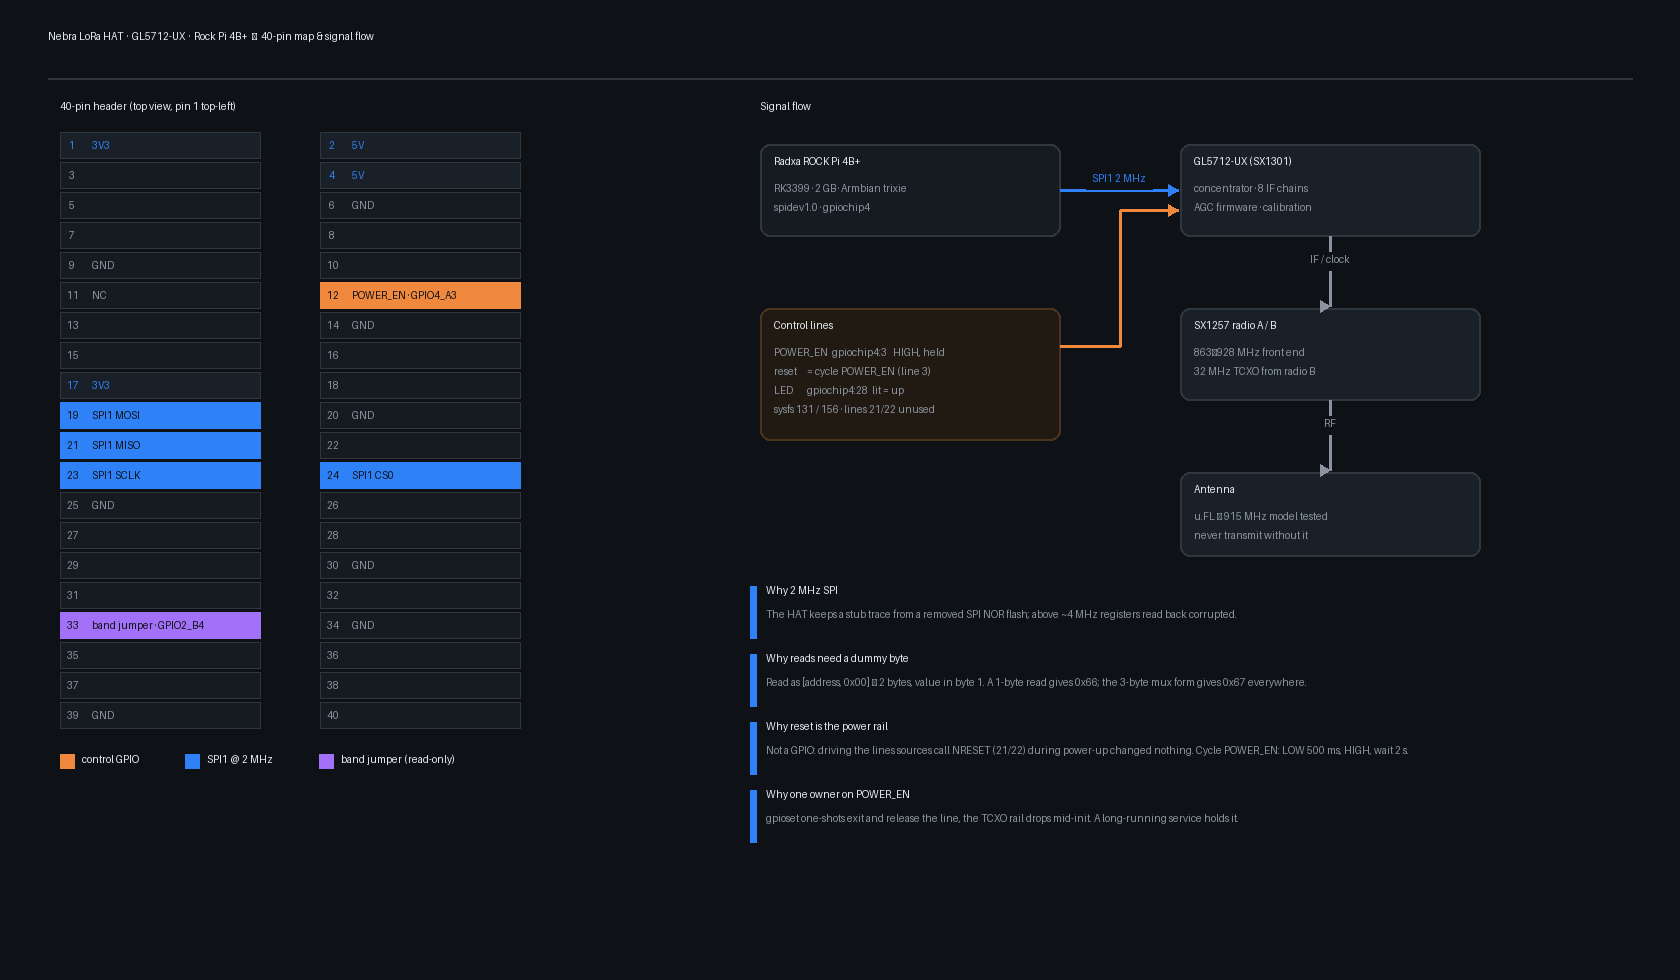 Nebra LoRa HAT · GL5712-UX · Rock Pi 4B+ 40-pin map & signal flow
40-pin header (top view, pin 1 top-left)
1 3V3
2 5V
3
4 5V
5
6 GND
7
8
9 GND
10
11 NC
12 POWER_EN · GPIO4_A3
13
14 GND
15
16
17 3V3
18
19 SPI1 MOSI
20 GND
21 SPI1 MISO
22
23 SPI1 SCLK
24 SPI1 CS0
25 GND
26
27
28
29
30 GND
31
32
33 band jumper · GPIO2_B4
34 GND
35
36
37
38
39 GND
40
control GPIO
SPI1 @ 2 MHz
band jumper (read-only)
Signal flow
Radxa ROCK Pi 4B+
RK3399 · 2 GB · Armbian trixie
spidev1.0 · gpiochip4
SPI1 2 MHz
GL5712-UX (SX1301)
concentrator · 8 IF chains
AGC firmware · calibration
IF / clock
Control lines
POWER_EN gpiochip4:3 HIGH, held
reset = cycle POWER_EN (line 3)
LED gpiochip4:28 lit = up
sysfs 131 / 156 · lines 21/22 unused
SX1257 radio A / B
863 928 MHz front end
32 MHz TCXO from radio B
RF
Antenna
u.FL 915 MHz model tested
never transmit without it
Why 2 MHz SPI
The HAT keeps a stub trace from a removed SPI NOR flash; above ~4 MHz registers read back corrupted.
Why reads need a dummy byte
Read as [address, 0x00] 2 bytes, value in byte 1. A 1-byte read gives 0x66; the 3-byte mux form gives 0x67 everywhere.
Why reset is the power rail
Not a GPIO: driving the lines sources call NRESET (21/22) during power-up changed nothing. Cycle POWER_EN: LOW 500 ms, HIGH, wait 2 s.
Why one owner on POWER_EN
gpioset one-shots exit and release the line, the TCXO rail drops mid-init. A long-running service holds it.